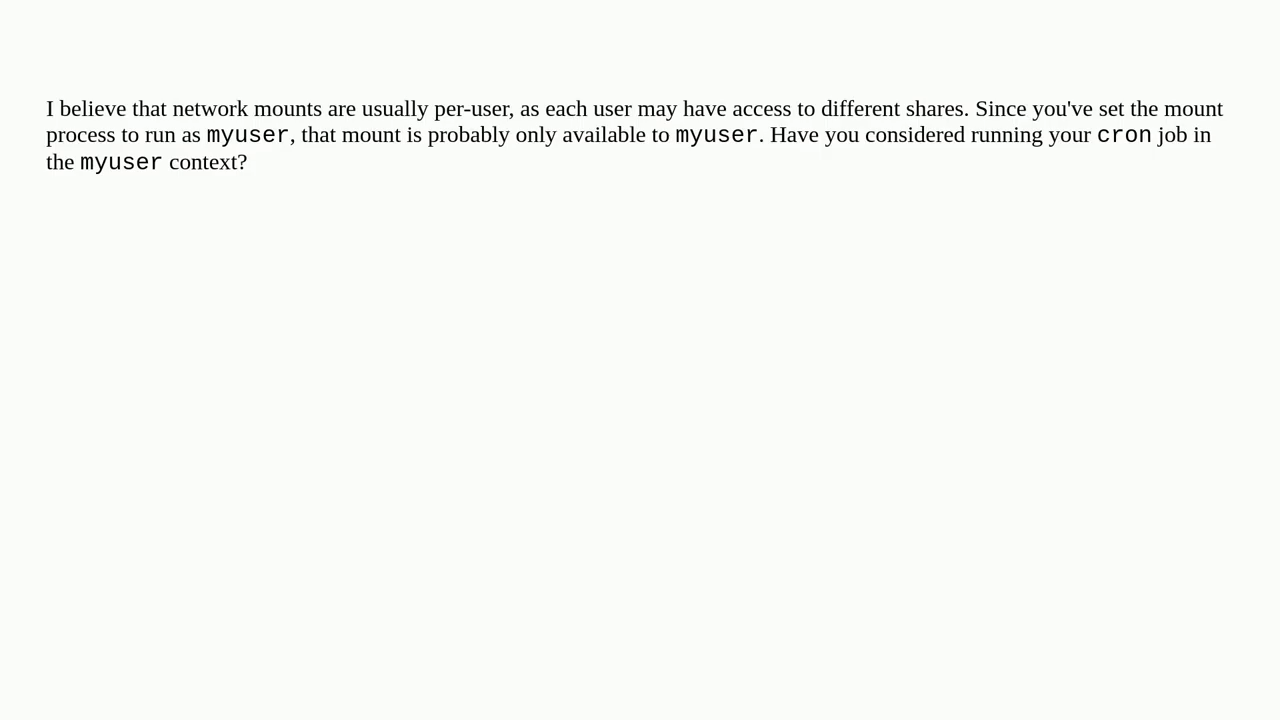 I believe that network mounts are usually per-user, as each user may have access to different shares. Since you've set the mount
process to run as myuser, that mount is probably only available to myuser. Have you considered running your cron job in
the myuser context?